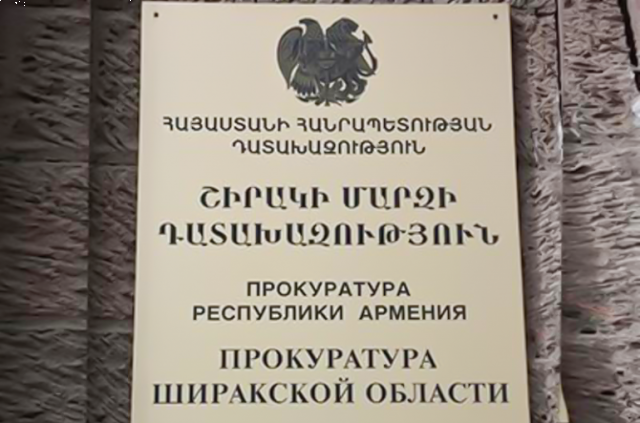 ՀԱՅԱՍՏԱՆԻ ՀԱՆՐԱՊԵՏՈՒԹՅԱՆ
ԴԱՏԱԽԱԶՈՒԹՅՈՒՆ
ՇԻՐԱԿԻ ՄԱՐԶԻ
ԴԱՏԱԽԱԶՈՒԹՅՈՒՆ
ПРОКУРАТУРА
РЕСПУБЛИКИ АРМЕНИЯ
ПРОКУРАТУРА
ШИРАКСКОЙ ОБЛАСТИ